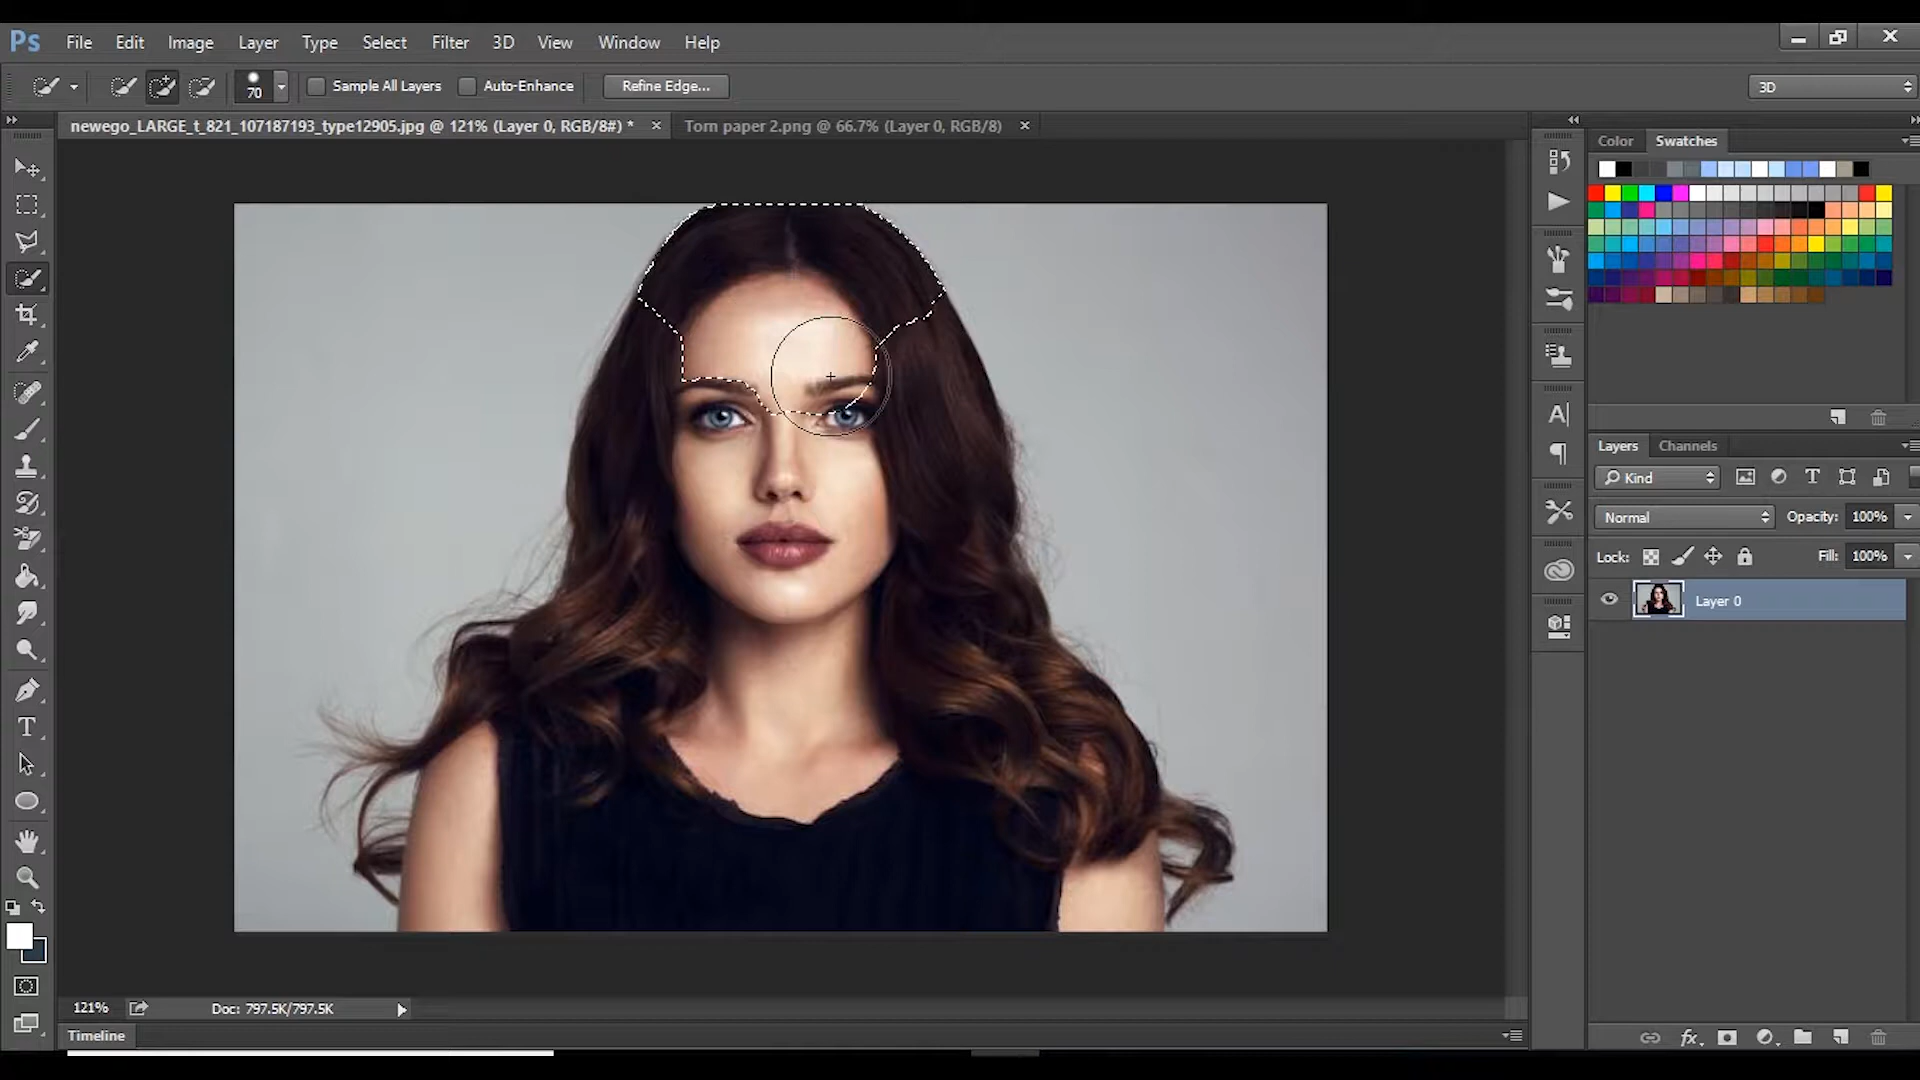 Ps File Edit Image Layer Type Select Filter 3D View Window Help
70 Sample All Layers Auto-Enhance Refine Edge... 3D
newego_LARGE_t_821_107187193_type12905.jpg @ 121% (Layer 0, RGB/8#) * × Torn paper 2.png @ 66.7% (Layer 0, RGB/8) ×
Color Swatches
Layers Channels
Kind
Normal Opacity: 100%
Lock: Fill: 100%
Layer 0
121% Doc: 797.5K/797.5K
Timeline